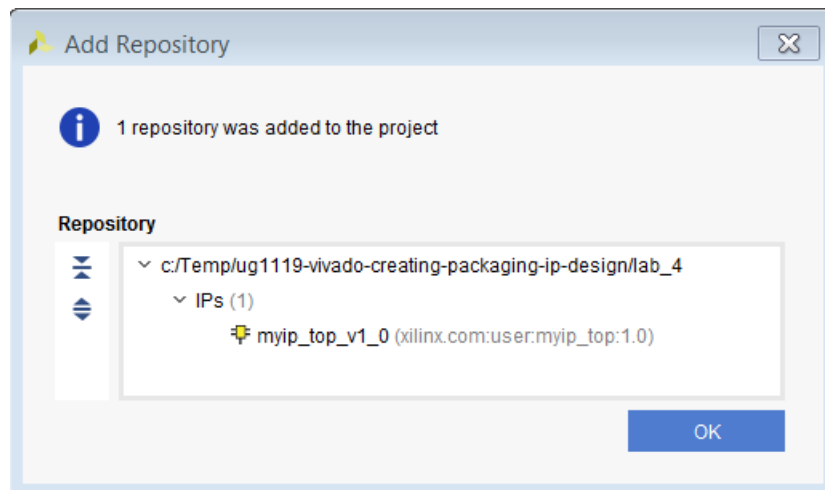 Add Repository
1 repository was added to the project
Repository
c:/Temp/ug1119-vivado-creating-packaging-ip-design/lab_4
IPs (1)
myip_top_v1_0 (xilinx.com:user:myip_top:1.0)
OK